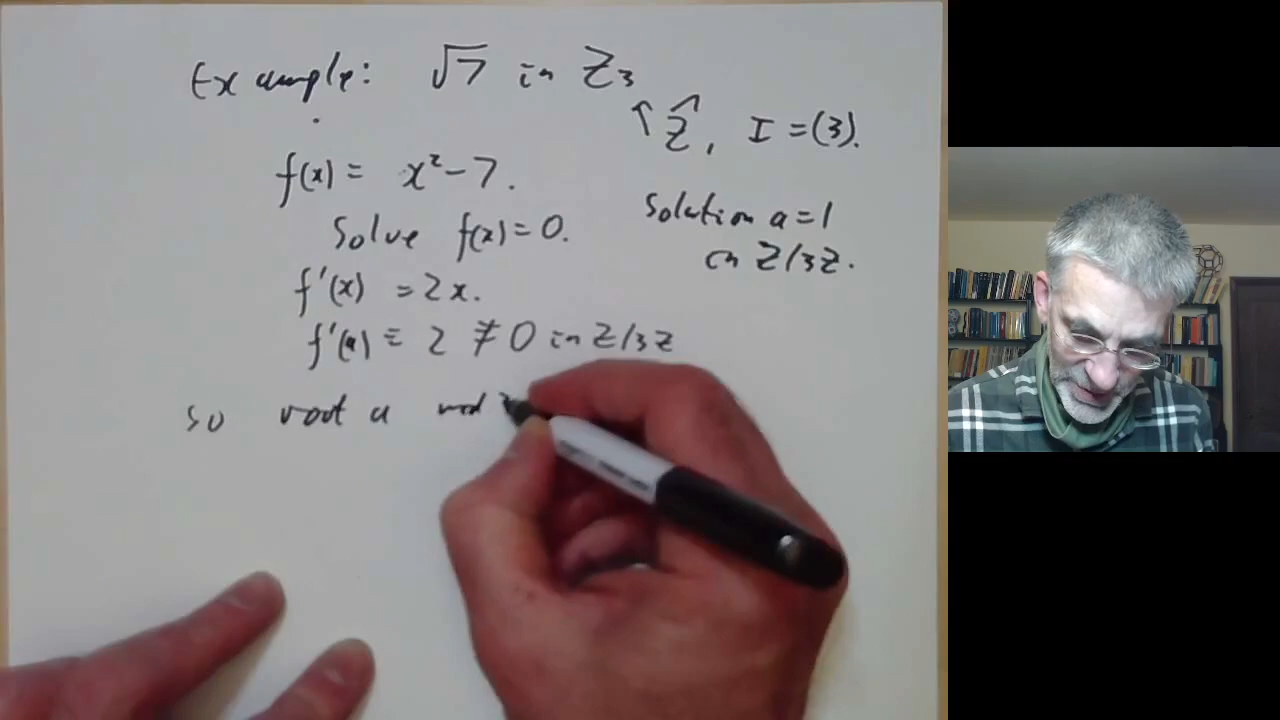 Example: √7 in Z₃
↑ Ẑ, I = (3).
f(x) = x² − 7.
Solve f(x) = 0.
Solution a = 1
in Z/3Z.
f'(x) = 2x.
f'(a) ≡ 2 ≢ 0 in Z/3Z
so root a mod